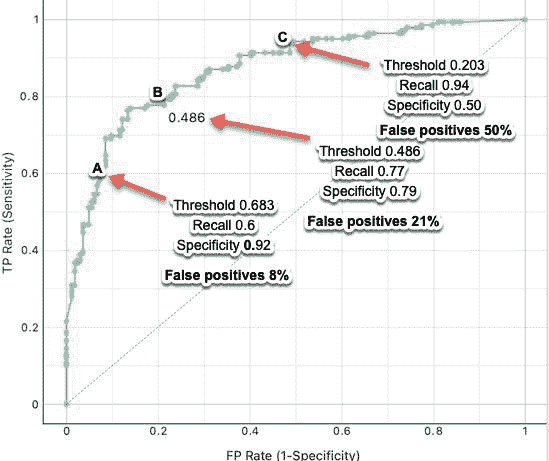 1
C
Threshold 0.203
Recall 0.94
Specificity 0.50
False positives 50%
0.8
B
0.486
Threshold 0.486
Recall 0.77
Specificity 0.79
False positives 21%
0.6
A
Threshold 0.683
Recall 0.6
Specificity 0.92
False positives 8%
TP Rate (Sensitivity)
0.4
0.2
0
0
0.2
0.4
0.6
0.8
1
FP Rate (1-Specificity)